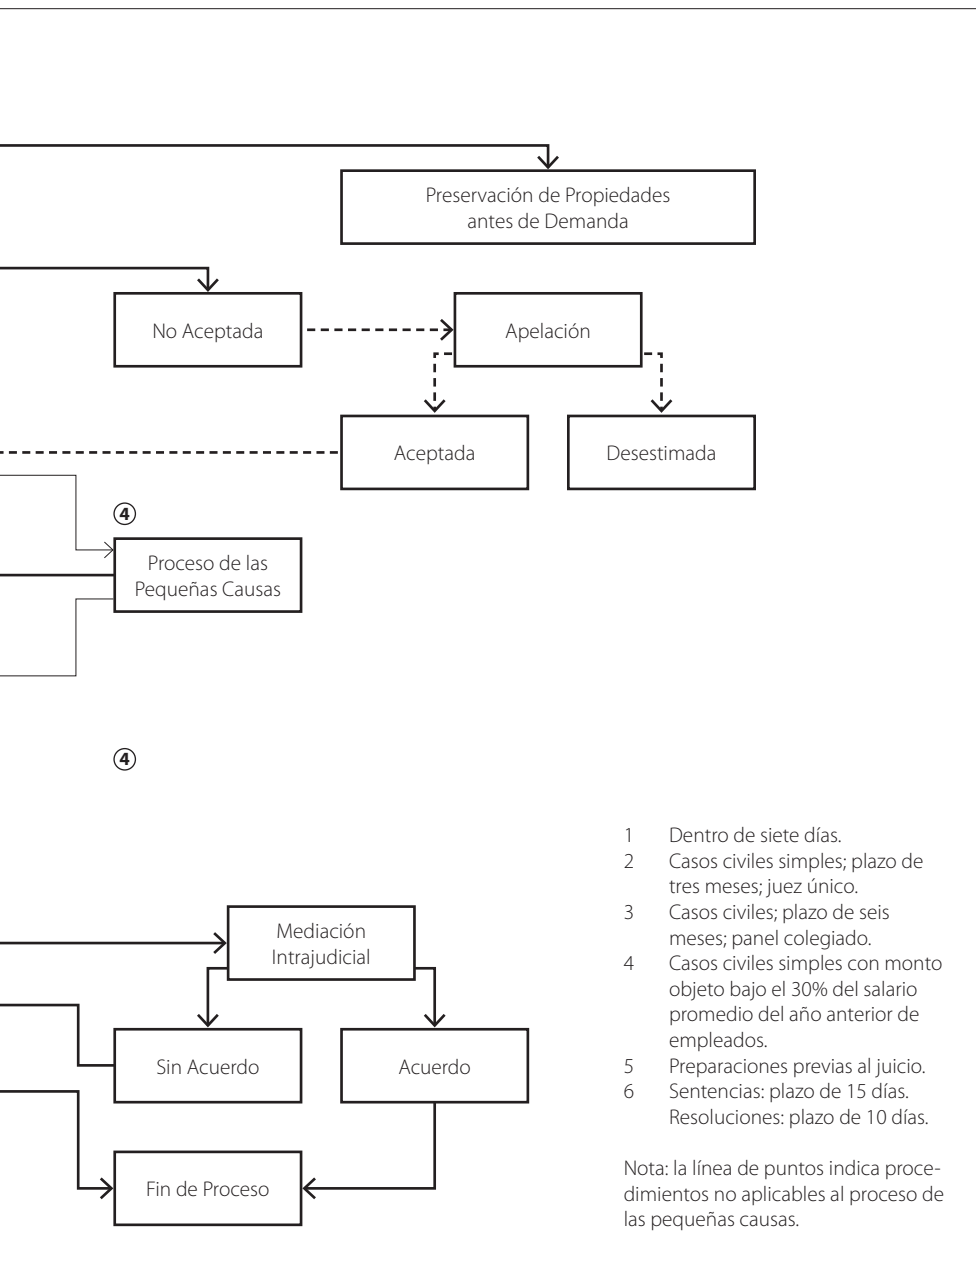 Preservación de Propiedades
antes de Demanda
No Aceptada
Apelación
Aceptada
Desestimada
④
Proceso de las
Pequeñas Causas
④
Mediación
Intrajudicial
Sin Acuerdo
Acuerdo
Fin de Proceso
1 Dentro de siete días.
2 Casos civiles simples; plazo de
tres meses; juez único.
3 Casos civiles; plazo de seis
meses; panel colegiado.
4 Casos civiles simples con monto
objeto bajo el 30% del salario
promedio del año anterior de
empleados.
5 Preparaciones previas al juicio.
6 Sentencias: plazo de 15 días.
Resoluciones: plazo de 10 días.
Nota: la línea de puntos indica proce-
dimientos no aplicables al proceso de
las pequeñas causas.